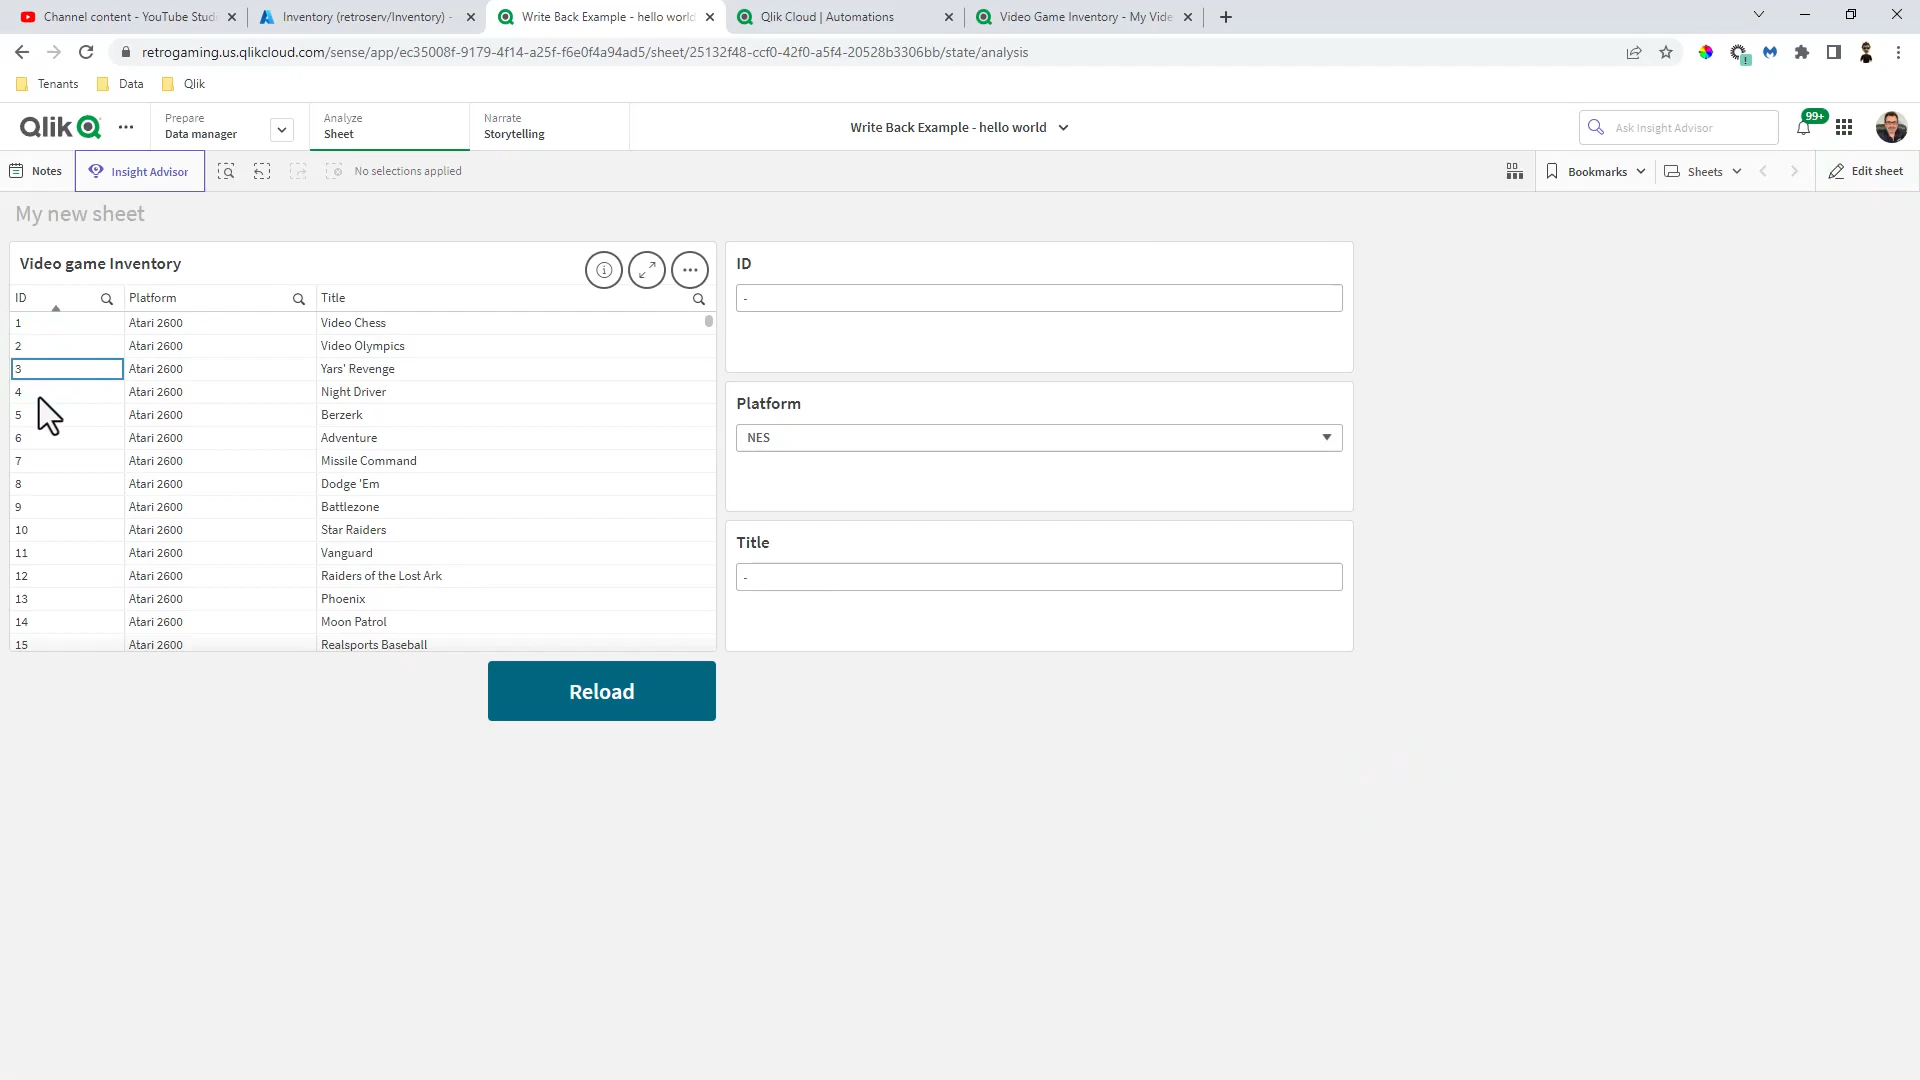 Channel content - YouTube Studi
Inventory (retroserv/Inventory) -
Write Back Example - hello world
Qlik Cloud | Automations
Video Game Inventory - My Vide
retrogaming.us.qlikcloud.com/sense/app/ec35008f-9179-4f14-a25f-f6e0f4a94ad5/sheet/25132f48-ccf0-42f0-a5f4-20528b3306bb/state/analysis
Tenants
Data
Qlik
Qlik
Prepare
Data manager
Analyze
Sheet
Narrate
Storytelling
Write Back Example - hello world
Ask Insight Advisor
99+
Notes
Insight Advisor
No selections applied
Bookmarks
Sheets
Edit sheet
My new sheet
Video game Inventory
ID Platform Title
1 Atari 2600 Video Chess
2 Atari 2600 Video Olympics
3 Atari 2600 Yars' Revenge
4 Atari 2600 Night Driver
5 Atari 2600 Berzerk
6 Atari 2600 Adventure
7 Atari 2600 Missile Command
8 Atari 2600 Dodge 'Em
9 Atari 2600 Battlezone
10 Atari 2600 Star Raiders
11 Atari 2600 Vanguard
12 Atari 2600 Raiders of the Lost Ark
13 Atari 2600 Phoenix
14 Atari 2600 Moon Patrol
15 Atari 2600 Realsports Baseball
ID
-
Platform
NES
Title
-
Reload